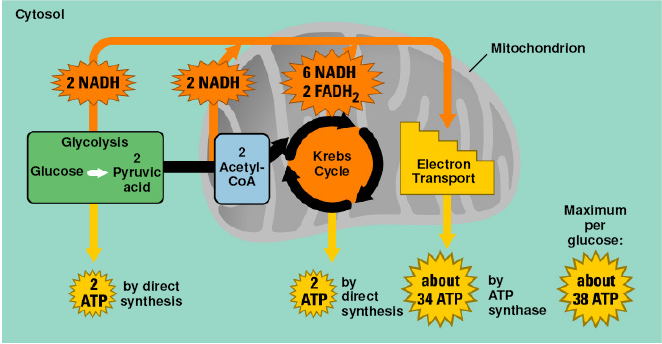 Cytosol
Mitochondrion
2 NADH
2 NADH
6 NADH
2 FADH₂
Glycolysis
Glucose
2
Pyruvic
acid
2
Acetyl-
CoA
Krebs
Cycle
Electron
Transport
2
ATP
by direct
synthesis
2
ATP
by
direct
synthesis
about
34 ATP
by
ATP
synthase
Maximum
per
glucose:
about
38 ATP